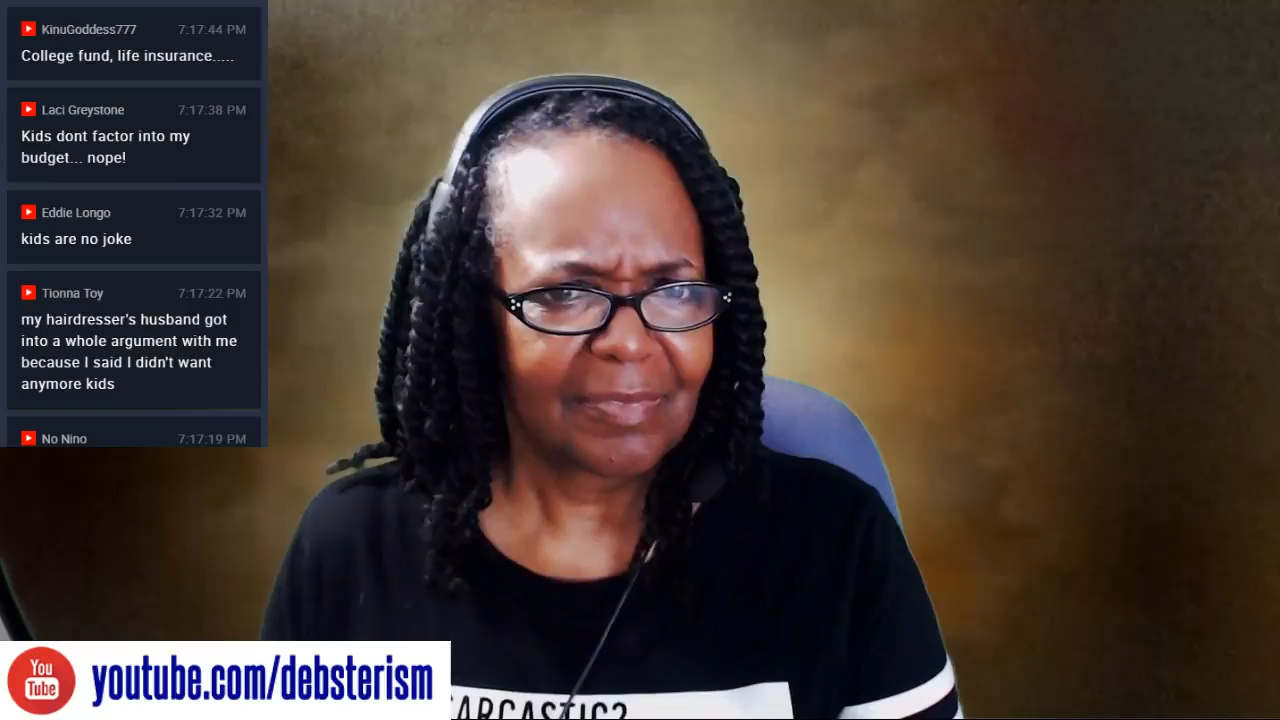 KinuGoddess777 7:17:44 PM
College fund, life insurance.....
Laci Greystone 7:17:38 PM
Kids dont factor into my
budget... nope!
Eddie Longo 7:17:32 PM
kids are no joke
Tionna Toy 7:17:22 PM
my hairdresser's husband got
into a whole argument with me
because I said I didn't want
anymore kids
No Nino 7:17:19 PM
You
Tube
youtube.com/debsterism
ARCASTIC?